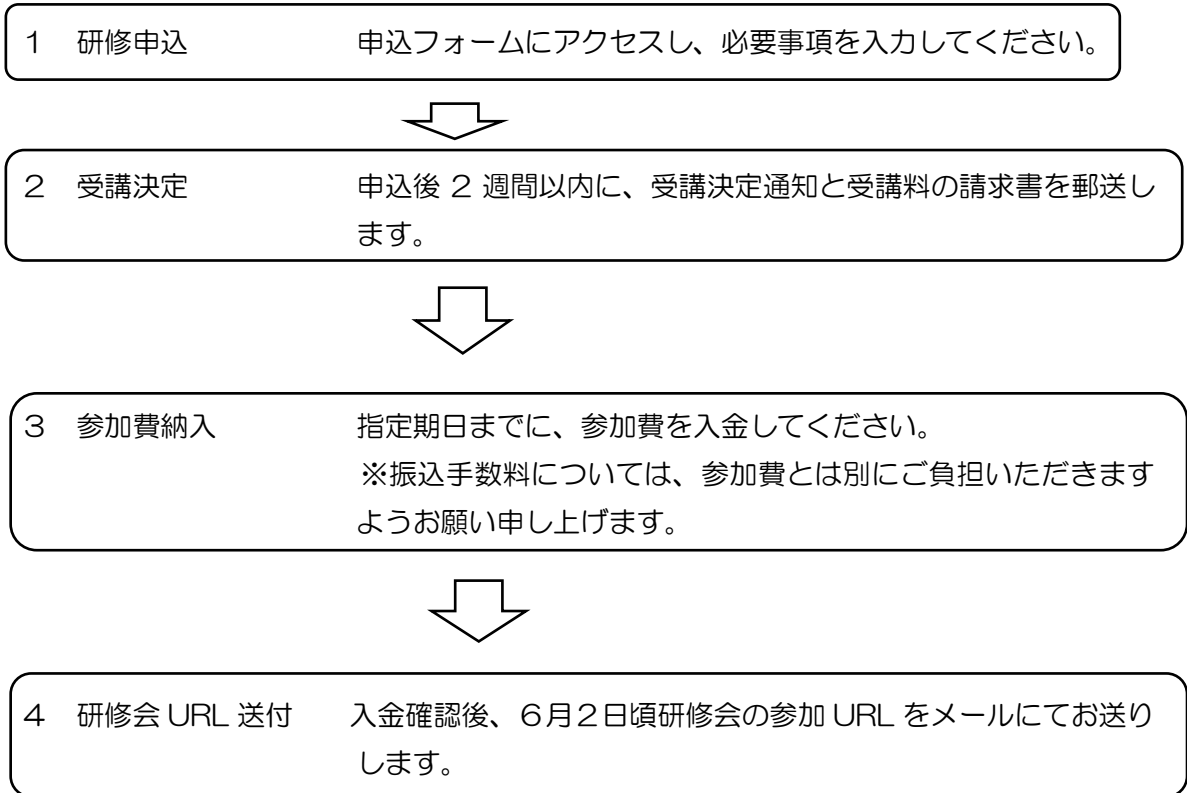 1 研修申込 申込フォームにアクセスし、必要事項を入力してください。
2 受講決定 申込後 2 週間以内に、受講決定通知と受講料の請求書を郵送し
ます。
3 参加費納入 指定期日までに、参加費を入金してください。
※振込手数料については、参加費とは別にご負担いただきます
ようお願い申し上げます。
4 研修会 URL 送付 入金確認後、6月2日頃研修会の参加 URL をメールにてお送り
します。